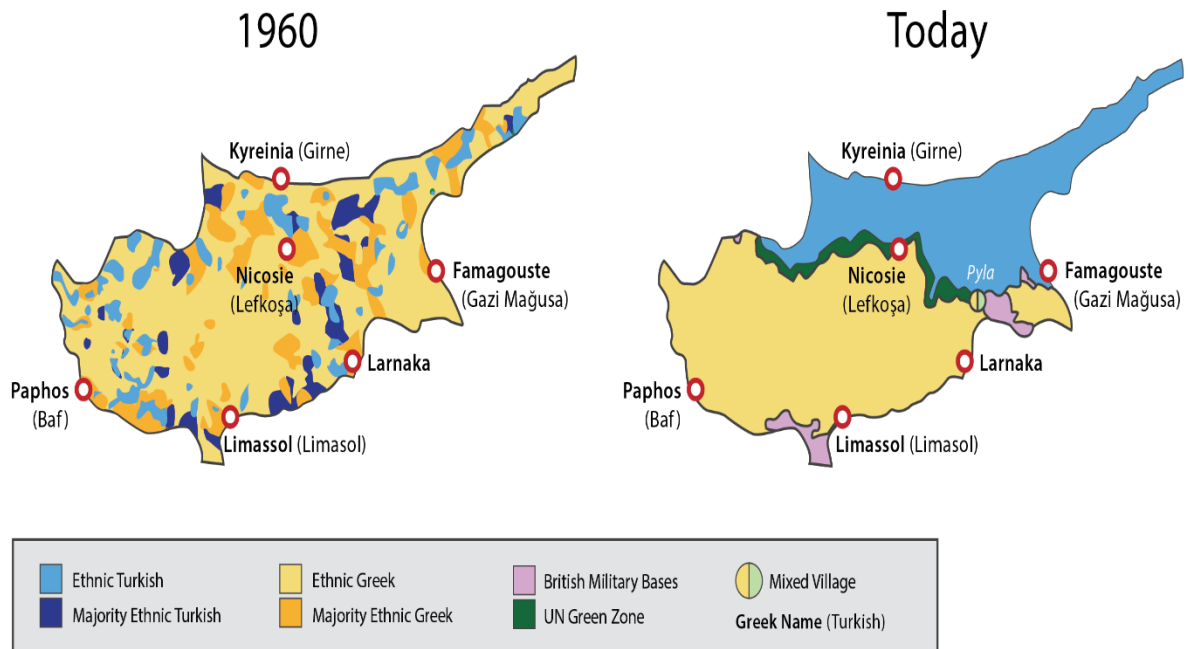 1960
Kyreinia (Girne)
Nicosie
(Lefkoşa)
Famagouste
(Gazi Mağusa)
Larnaka
Paphos
(Baf)
Limassol (Limasol)
Today
Kyreinia (Girne)
Nicosie
(Lefkoşa)
Pyla
Famagouste
(Gazi Mağusa)
Larnaka
Paphos
(Baf)
Limassol (Limasol)
Ethnic Turkish
Majority Ethnic Turkish
Ethnic Greek
Majority Ethnic Greek
British Military Bases
UN Green Zone
Mixed Village
Greek Name (Turkish)